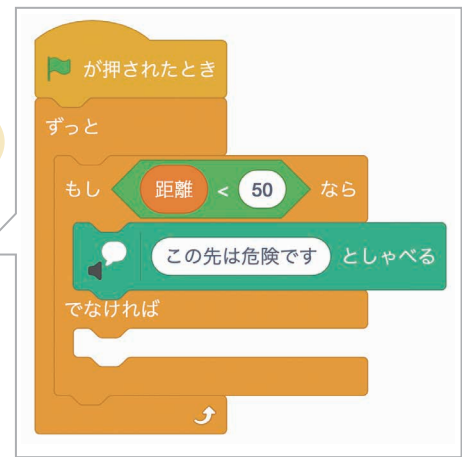 が押されたとき
ずっと
もし 距離 < 50 なら
この先は危険です としゃべる
でなければ